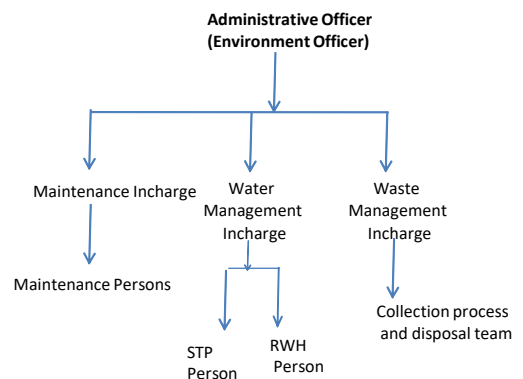 Administrative Officer
(Environment Officer)
Maintenance Incharge
Water
Management
Incharge
Waste
Management
Incharge
Maintenance Persons
STP
Person
RWH
Person
Collection process
and disposal team